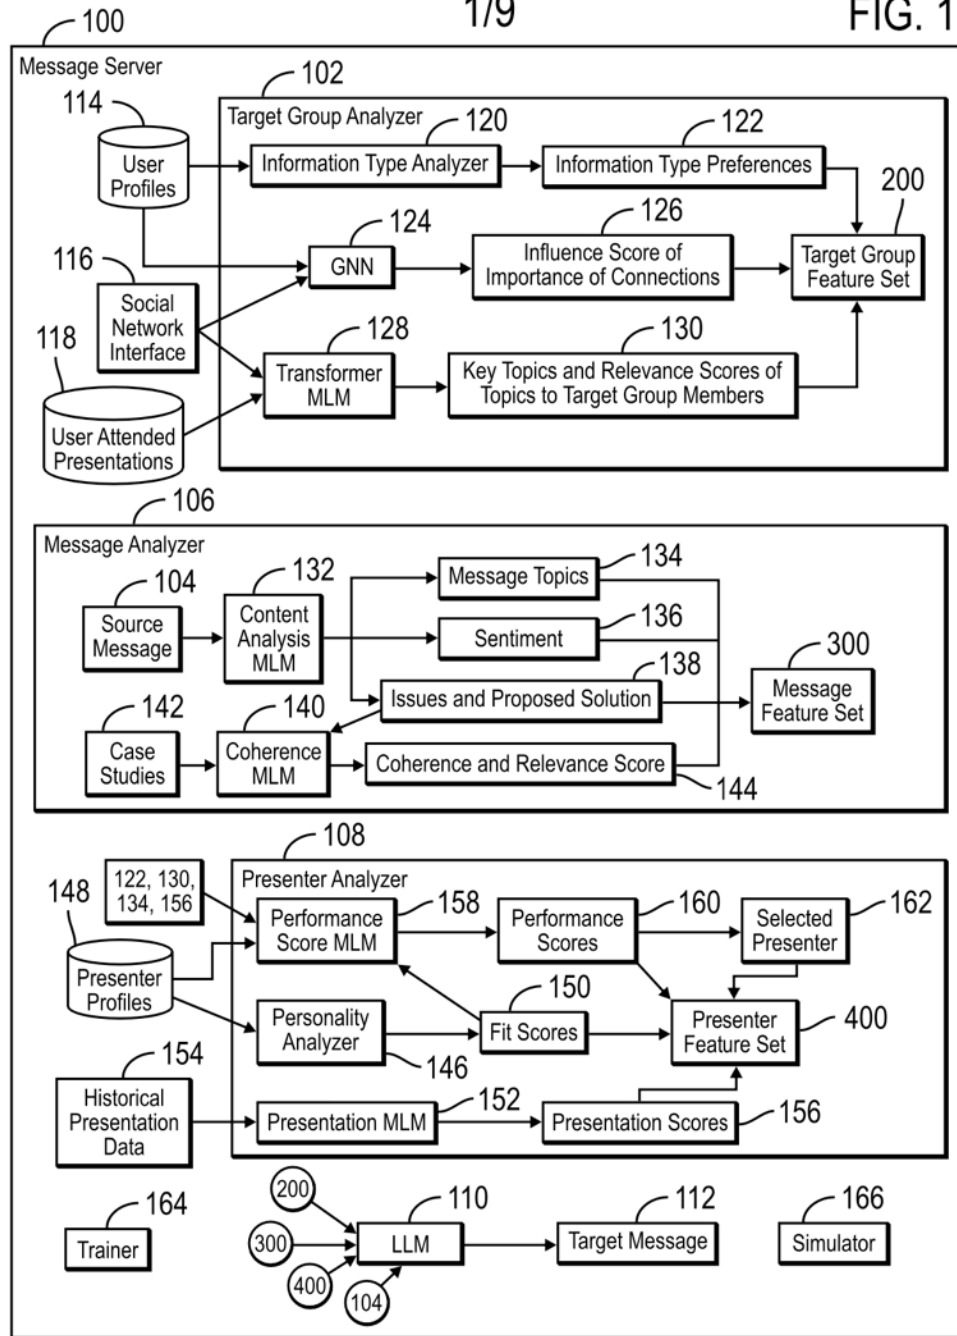 1/9
FIG. 1
100
Message Server
102
Target Group Analyzer
114
User
Profiles
120
Information Type Analyzer
122
Information Type Preferences
200
Target Group
Feature Set
124
GNN
126
Influence Score of
Importance of Connections
116
Social
Network
Interface
118
User Attended
Presentations
128
Transformer
MLM
130
Key Topics and Relevance Scores of
Topics to Target Group Members
106
Message Analyzer
104
Source
Message
132
Content
Analysis
MLM
134
Message Topics
136
Sentiment
138
Issues and Proposed Solution
300
Message
Feature Set
142
Case
Studies
140
Coherence
MLM
Coherence and Relevance Score
144
108
Presenter Analyzer
122, 130,
134, 156
148
Presenter
Profiles
Performance
Score MLM
158
Performance
Scores
160
Selected
Presenter
162
Personality
Analyzer
146
150
Fit Scores
Presenter
Feature Set
400
154
Historical
Presentation
Data
152
Presentation MLM
Presentation Scores
156
164
Trainer
200
300
400
104
110
LLM
112
Target Message
166
Simulator